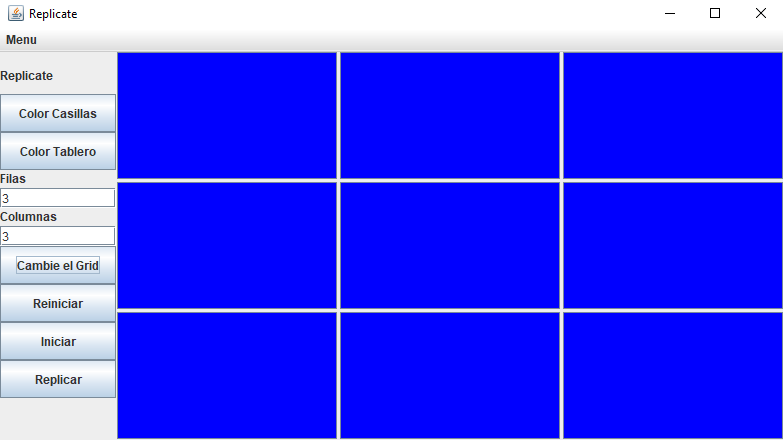 Replicate
Menu
Replicate
Color Casillas
Color Tablero
Filas
3
Columnas
3
Cambie el Grid
Reiniciar
Iniciar
Replicar